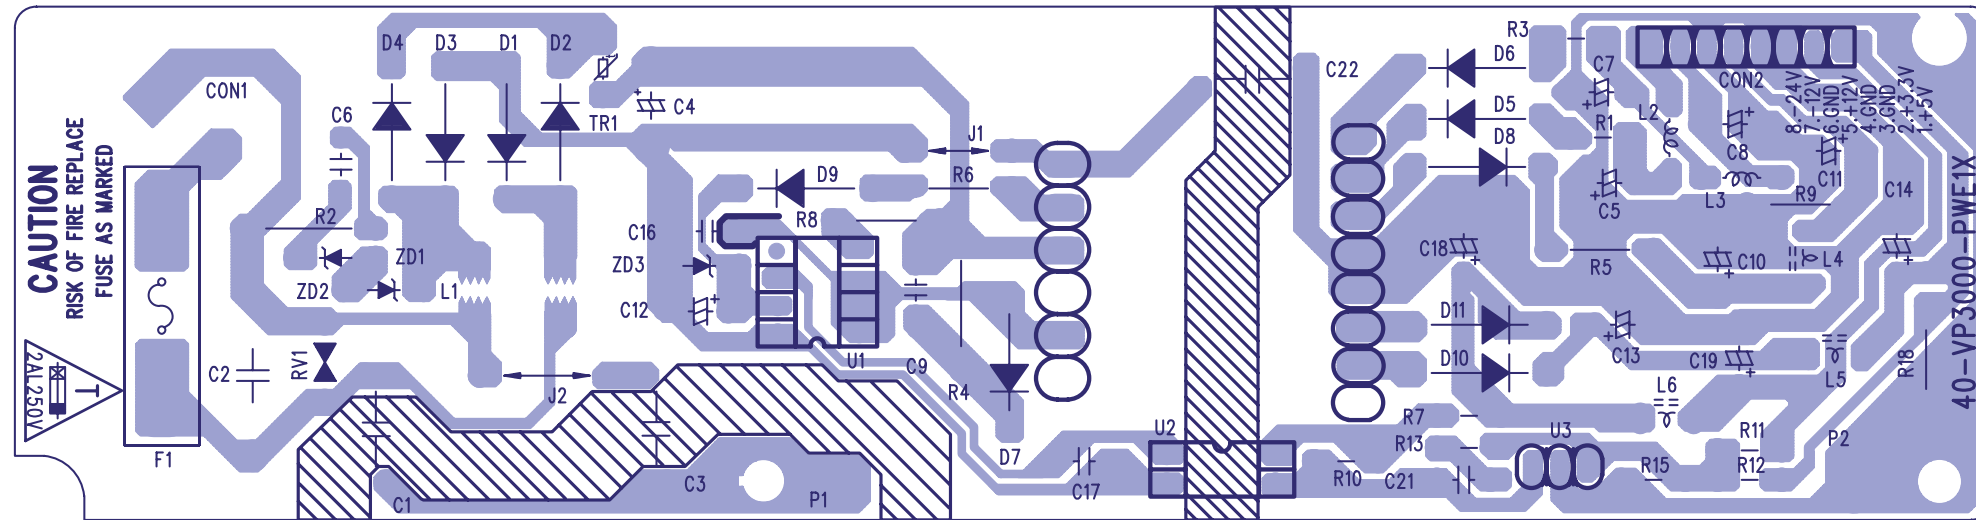 CAUTION
RISK OF FIRE REPLACE
FUSE AS MARKED
2AL250V
CON1
F1
C2
RV1
C6
R2
ZD1
ZD2
L1
J2
D4
D3
D1
D2
TR1
C4
J1
D9
R6
R8
C16
ZD3
C12
U1
C9
R4
D7
C17
C1
C3
P1
U2
C22
R3
D6
D5
D8
C7
R1
L2
CON2
8.-24V
7.-12V
6.GND
5.+12V
4.GND
3.GND
2.+3.3V
1.+5V
C8
C11
C5
L3
R9
C14
C18
R5
C10
L4
D11
D10
C13
C19
L5
L6
R18
R7
R13
U3
R11
R12
P2
R10
C21
R15
40-VP3000-PWE1X